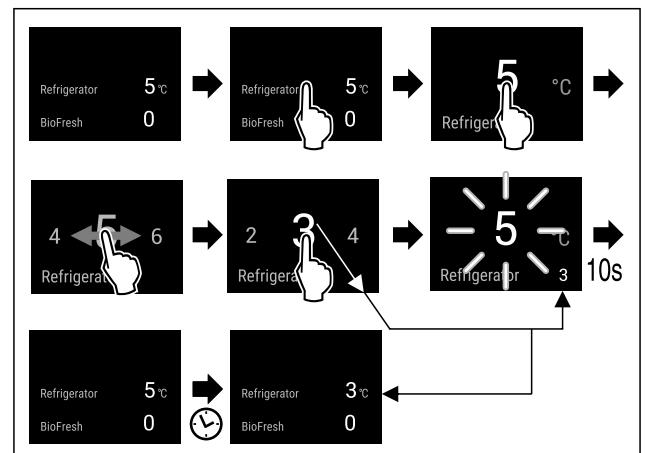 Refrigerator 5 °C
BioFresh 0
Refrigerator 5 °C
BioFresh 0
5 °C
Refriger
4 5 6
Refrigerat
2 3 4
Refrigera
5 °C
Refrigerator 3
10s
Refrigerator 5 °C
BioFresh 0
Refrigerator 3 °C
BioFresh 0